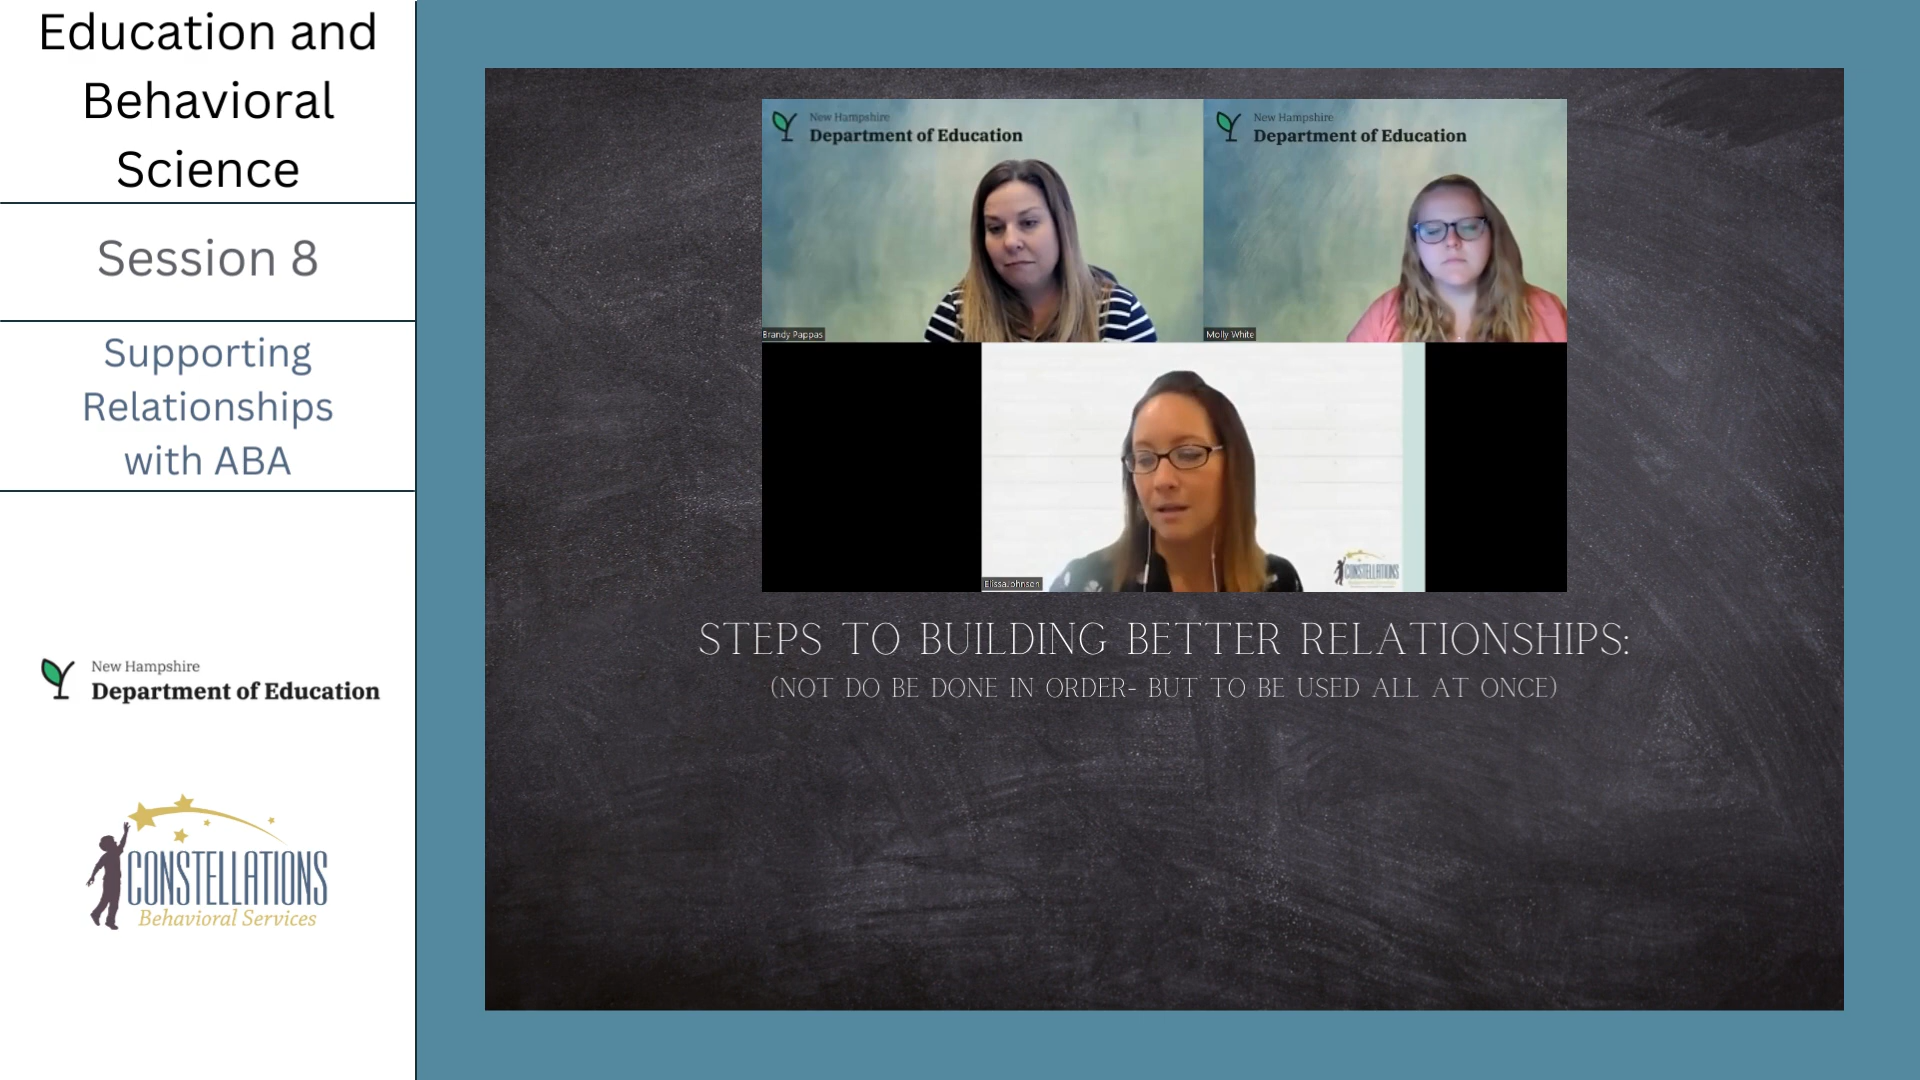 Education and
Behavioral
Science
Session 8
Supporting
Relationships
with ABA
New Hampshire
Department of Education
CONSTELLATIONS
Behavioral Services
New Hampshire
Department of Education
Brandy Pappas
New Hampshire
Department of Education
Molly White
ElissaJohnson
CONSTELLATIONS
STEPS TO BUILDING BETTER RELATIONSHIPS:
(NOT DO BE DONE IN ORDER- BUT TO BE USED ALL AT ONCE)